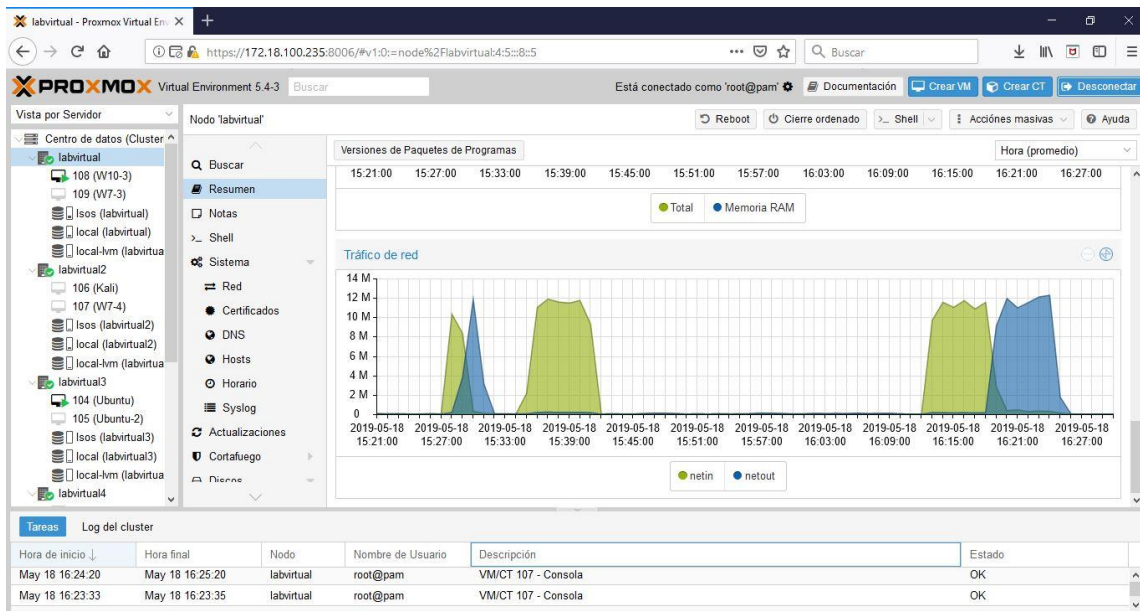 labvirtual - Proxmox Virtual Env
https://172.18.100.235:8006/#v1:0:=node%2Flabvirtual:4:5:::8::5
Buscar
PROXMOX Virtual Environment 5.4-3 Buscar
Está conectado como 'root@pam'
Documentación
Crear VM
Crear CT
Desconectar
Vista por Servidor
Centro de datos (Cluster
labvirtual
108 (W10-3)
109 (W7-3)
Isos (labvirtual)
local (labvirtual)
local-lvm (labvirtua
labvirtual2
106 (Kali)
107 (W7-4)
Isos (labvirtual2)
local (labvirtual2)
local-lvm (labvirtua
labvirtual3
104 (Ubuntu)
105 (Ubuntu-2)
Isos (labvirtual3)
local (labvirtual3)
local-lvm (labvirtua
labvirtual4
Nodo 'labvirtual'
Reboot
Cierre ordenado
Shell
Acciónes masivas
Ayuda
Buscar
Resumen
Notas
Shell
Sistema
Red
Certificados
DNS
Hosts
Horario
Syslog
Actualizaciones
Cortafuego
Discos
Versiones de Paquetes de Programas
Hora (promedio)
15:21:00 15:27:00 15:33:00 15:39:00 15:45:00 15:51:00 15:57:00 16:03:00 16:09:00 16:15:00 16:21:00 16:27:00
Total Memoria RAM
Tráfico de red
14 M
12 M
10 M
8 M
6 M
4 M
2 M
0
2019-05-18 2019-05-18 2019-05-18 2019-05-18 2019-05-18 2019-05-18 2019-05-18 2019-05-18 2019-05-18 2019-05-18 2019-05-18 2019-05-18
15:21:00 15:27:00 15:33:00 15:39:00 15:45:00 15:51:00 15:57:00 16:03:00 16:09:00 16:15:00 16:21:00 16:27:00
netin netout
Tareas Log del cluster
Hora de inicio ↓ Hora final Nodo Nombre de Usuario Descripción Estado
May 18 16:24:20 May 18 16:25:20 labvirtual root@pam VM/CT 107 - Consola OK
May 18 16:23:33 May 18 16:23:35 labvirtual root@pam VM/CT 107 - Consola OK